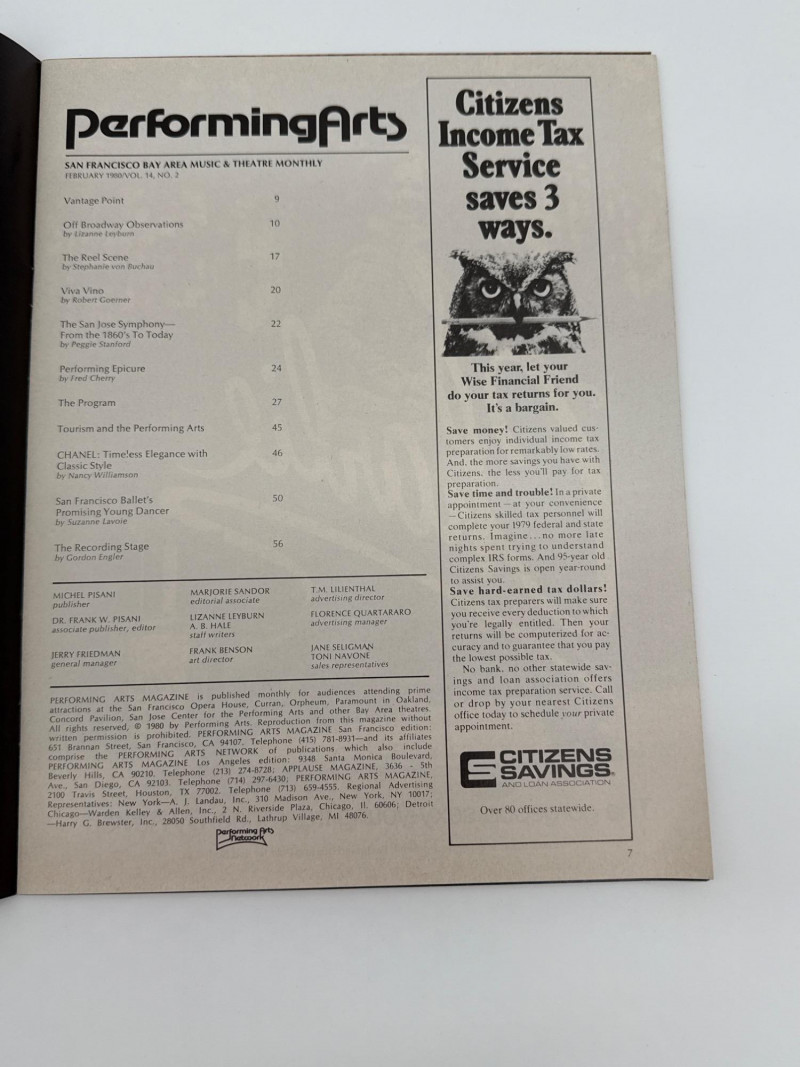 PerformingArts
SAN FRANCISCO BAY AREA MUSIC & THEATRE MONTHLY
FEBRUARY 1980/VOL. 14, NO. 2
Vantage Point 9
Off Broadway Observations 10
by Lizanne Leyburn
The Reel Scene 17
by Stephanie von Buchau
Viva Vino 20
by Robert Goerner
The San Jose Symphony— 22
From the 1860's To Today
by Peggie Stanford
Performing Epicure 24
by Fred Cherry
The Program 27
Tourism and the Performing Arts 45
CHANEL: Timeless Elegance with 46
Classic Style
by Nancy Williamson
San Francisco Ballet's 50
Promising Young Dancer
by Suzanne Lavoie
The Recording Stage 56
by Gordon Engler
MICHEL PISANI
publisher
DR. FRANK W. PISANI
associate publisher, editor
JERRY FRIEDMAN
general manager
MARJORIE SANDOR
editorial associate
LIZANNE LEYBURN
A. B. HALE
staff writers
FRANK BENSON
art director
T.M. LILIENTHAL
advertising director
FLORENCE QUARTARARO
advertising manager
JANE SELIGMAN
TONI NAVONE
sales representatives
PERFORMING ARTS MAGAZINE is published monthly for audiences attending prime
attractions at the San Francisco Opera House, Curran, Orpheum, Paramount in Oakland,
Concord Pavilion, San Jose Center for the Performing Arts and other Bay Area theatres.
All rights reserved, © 1980 by Performing Arts. Reproduction from this magazine without
written permission is prohibited. PERFORMING ARTS MAGAZINE San Francisco edition:
651 Brannan Street, San Francisco, CA 94107, Telephone (415) 781-8931—and its affiliates
comprise the PERFORMING ARTS NETWORK of publications which also include
PERFORMING ARTS MAGAZINE Los Angeles edition: 9348 Santa Monica Boulevard,
Beverly Hills, CA 90210. Telephone (213) 274-8728; APPLAUSE MAGAZINE, 3636 - 5th
Ave., San Diego, CA 92103. Telephone (714) 297-6430; PERFORMING ARTS MAGAZINE,
2100 Travis Street, Houston, TX 77002. Telephone (713) 659-4555. Regional Advertising
Representatives: New York—A. J. Landau, Inc., 310 Madison Ave., New York, NY 10017;
Chicago—Warden Kelley & Allen, Inc., 2 N. Riverside Plaza, Chicago, Il. 60606; Detroit
—Harry G. Brewster, Inc., 28050 Southfield Rd., Lathrup Village, MI 48076.
Performing Arts
Network
Citizens
Income Tax
Service
saves 3
ways.
This year, let your
Wise Financial Friend
do your tax returns for you.
It's a bargain.
Save money! Citizens valued cus-
tomers enjoy individual income tax
preparation for remarkably low rates.
And, the more savings you have with
Citizens, the less you'll pay for tax
preparation.
Save time and trouble! In a private
appointment—at your convenience
—Citizens skilled tax personnel will
complete your 1979 federal and state
returns. Imagine...no more late
nights spent trying to understand
complex IRS forms. And 95-year old
Citizens Savings is open year-round
to assist you.
Save hard-earned tax dollars!
Citizens tax preparers will make sure
you receive every deduction to which
you're legally entitled. Then your
returns will be computerized for ac-
curacy and to guarantee that you pay
the lowest possible tax.
No bank, no other statewide sav-
ings and loan association offers
income tax preparation service. Call
or drop by your nearest Citizens
office today to schedule your private
appointment.
CITIZENS
SAVINGS®
AND LOAN ASSOCIATION
Over 80 offices statewide.
7